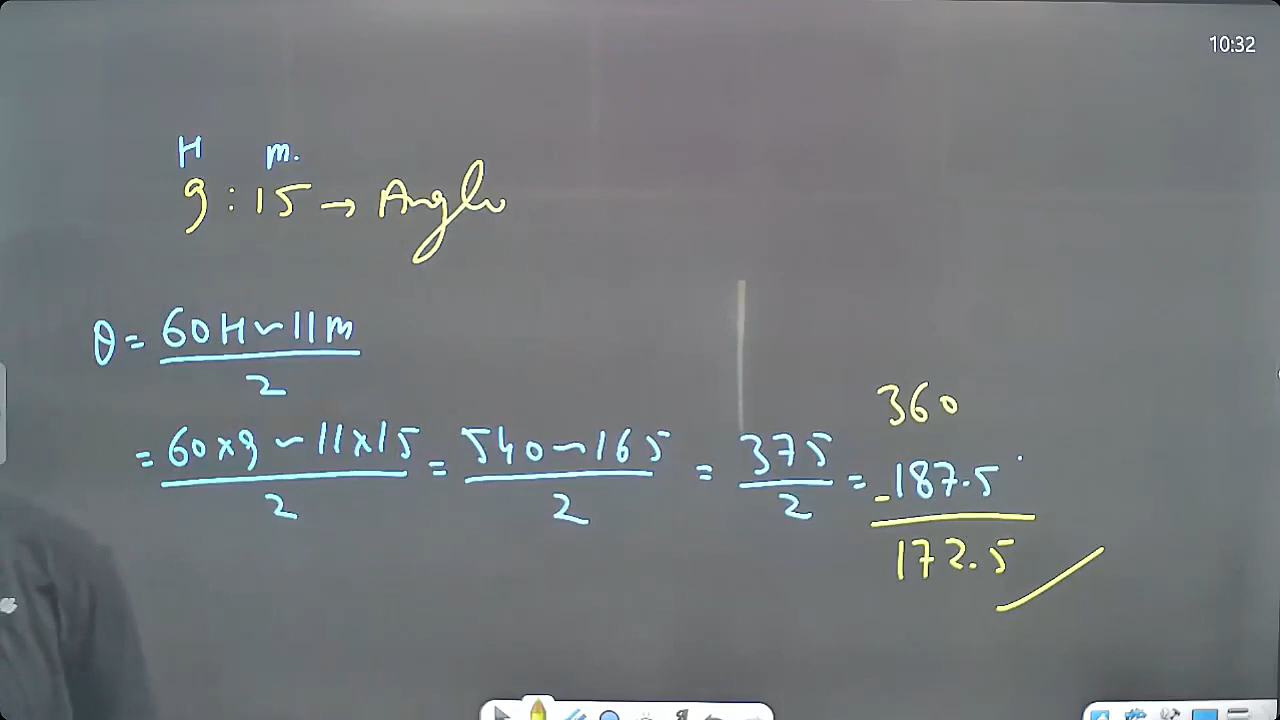 10:32
H m.
9 : 15 → Angle
θ = 60H ~ 11m / 2
= 60×9 ~ 11×15 / 2 = 540 ~ 165 / 2 = 375 / 2 = 187.5
360
- 187.5
172.5